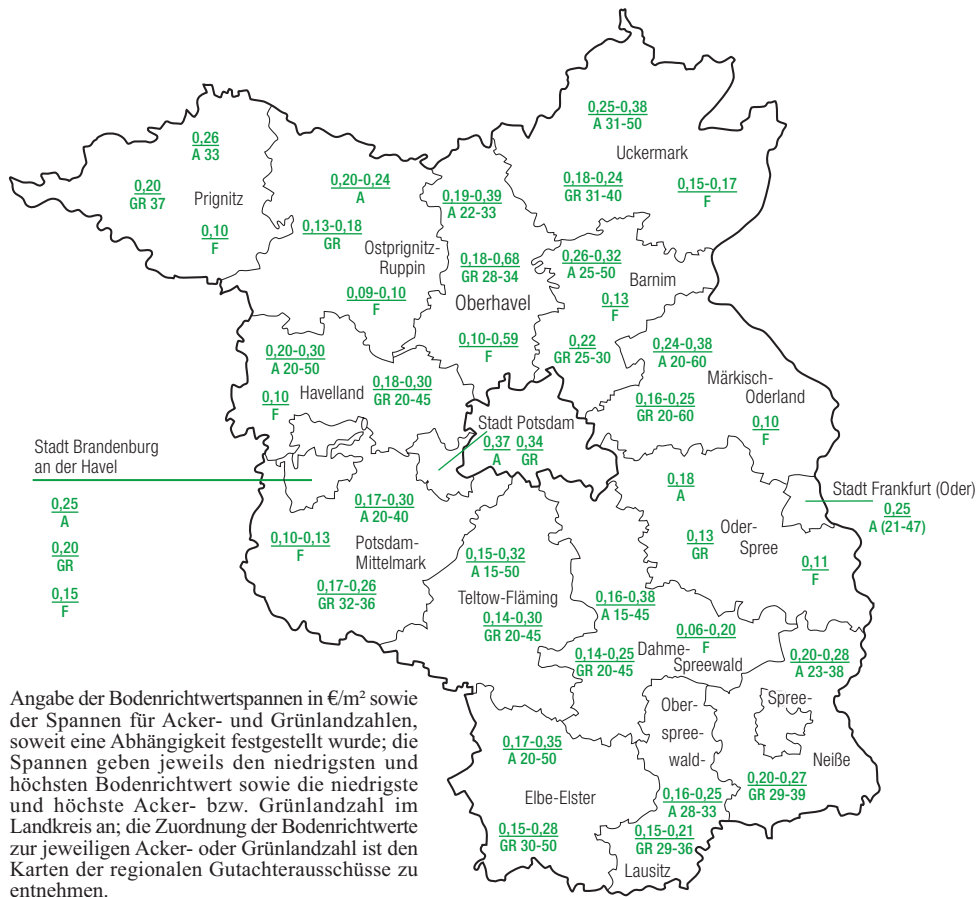 0,25-0,38
A 31-50
Uckermark
0,18-0,24
GR 31-40
0,15-0,17
F
0,26
A 33
Prignitz
0,20
GR 37
0,10
F
0,20-0,24
A
0,13-0,18
GR
Ostprignitz-
Ruppin
0,09-0,10
F
0,19-0,39
A 22-33
0,18-0,68
GR 28-34
Oberhavel
0,10-0,59
F
0,26-0,32
A 25-50
Barnim
0,13
F
0,22
GR 25-30
0,24-0,38
A 20-60
Märkisch-
Oderland
0,16-0,25
GR 20-60
0,10
F
0,20-0,30
A 20-50
Havelland
0,18-0,30
GR 20-45
0,10
F
Stadt Potsdam
0,37 0,34
A GR
Stadt Brandenburg
an der Havel
0,25
A
0,20
GR
0,15
F
0,17-0,30
A 20-40
0,10-0,13
F
Potsdam-
Mittelmark
0,17-0,26
GR 32-36
0,15-0,32
A 15-50
Teltow-Fläming
0,14-0,30
GR 20-45
0,18
A
0,13
GR
Oder-
Spree
0,11
F
Stadt Frankfurt (Oder)
0,25
A (21-47)
0,16-0,38
A 15-45
0,06-0,20
F
0,14-0,25
GR 20-45
Dahme-
Spreewald
0,20-0,28
A 23-38
Spree-
Neiße
0,20-0,27
GR 29-39
Ober-
spree-
wald-
0,16-0,25
A 28-33
0,15-0,21
GR 29-36
Lausitz
0,17-0,35
A 20-50
Elbe-Elster
0,15-0,28
GR 30-50
Angabe der Bodenrichtwertspannen in €/m² sowie
der Spannen für Acker- und Grünlandzahlen,
soweit eine Abhängigkeit festgestellt wurde; die
Spannen geben jeweils den niedrigsten und
höchsten Bodenrichtwert sowie die niedrigste
und höchste Acker- bzw. Grünlandzahl im
Landkreis an; die Zuordnung der Bodenrichtwerte
zur jeweiligen Acker- oder Grünlandzahl ist den
Karten der regionalen Gutachterausschüsse zu
entnehmen.